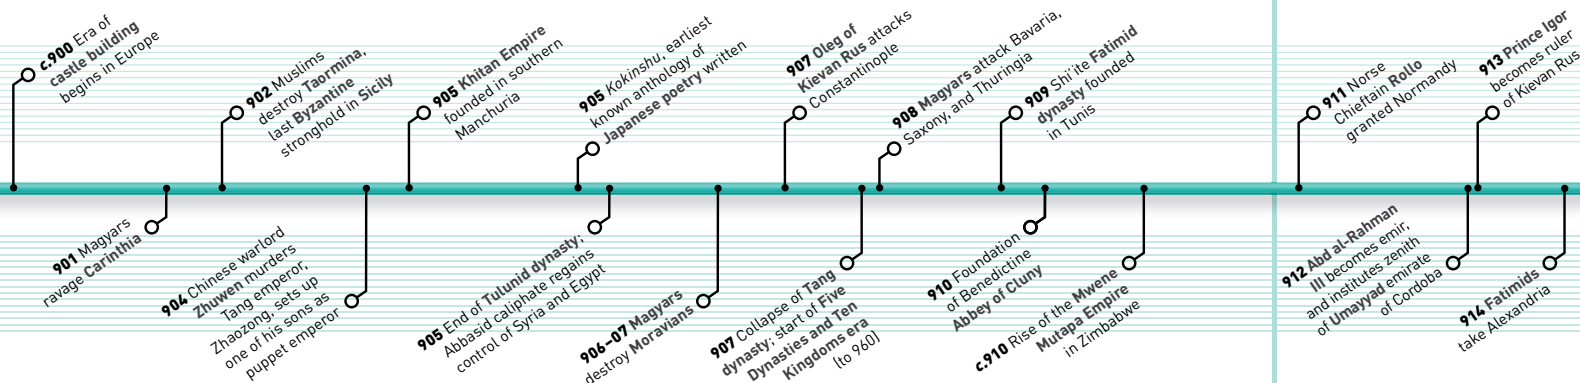 c.900 Era of
castle building
begins in Europe
901 Magyars
ravage Carinthia
902 Muslims
destroy Taormina,
last Byzantine
stronghold in Sicily
904 Chinese warlord
Zhuwen murders
Tang emperor,
Zhaozong, sets up
one of his sons as
puppet emperor
905 Khitan Empire
founded in southern
Manchuria
905 Kokinshu, earliest
known anthology of
Japanese poetry written
905 End of Tulunid dynasty;
Abbasid caliphate regains
control of Syria and Egypt
906–07 Magyars
destroy Moravians
907 Oleg of
Kievan Rus attacks
Constantinople
907 Collapse of Tang
dynasty; start of Five
Dynasties and Ten
Kingdoms era
(to 960)
908 Magyars attack Bavaria,
Saxony, and Thuringia
909 Shi'ite Fatimid
dynasty founded
in Tunis
910 Foundation
of Benedictine
Abbey of Cluny
c.910 Rise of the Mwene
Mutapa Empire
in Zimbabwe
911 Norse
Chieftain Rollo
granted Normandy
912 Abd al-Rahman
III becomes emir,
and institutes zenith
of Umayyad emirate
of Cordoba
913 Prince Igor
becomes ruler
of Kievan Rus
914 Fatimids
take Alexandria